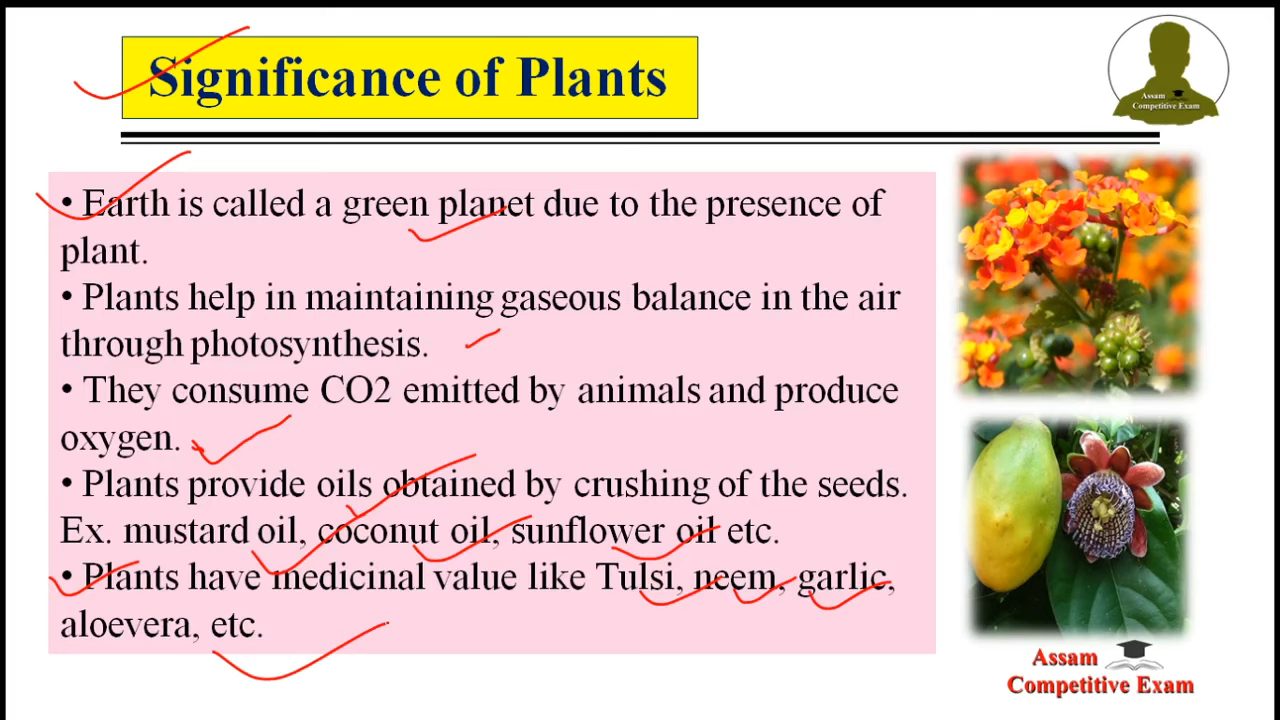 Significance of Plants
Assam
Competitive Exam
• Earth is called a green planet due to the presence of
plant.
• Plants help in maintaining gaseous balance in the air
through photosynthesis.
• They consume CO2 emitted by animals and produce
oxygen.
• Plants provide oils obtained by crushing of the seeds.
Ex. mustard oil, coconut oil, sunflower oil etc.
• Plants have medicinal value like Tulsi, neem, garlic,
aloevera, etc.
Assam
Competitive Exam